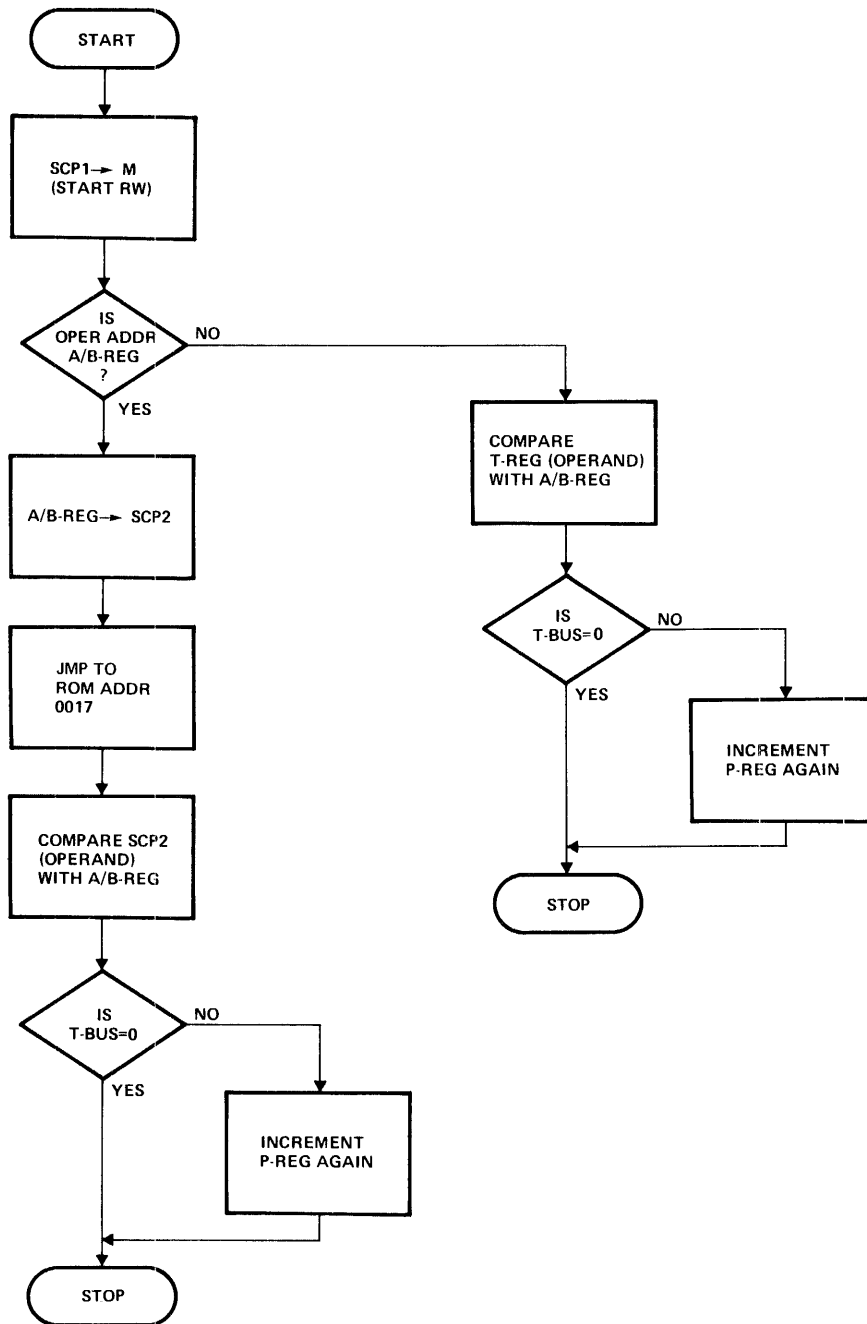 START
SCP1→ M
(START RW)
IS
OPER ADDR
A/B-REG
?
NO
YES
A/B-REG→ SCP2
JMP TO
ROM ADDR
0017
COMPARE SCP2
(OPERAND)
WITH A/B-REG
IS
T-BUS=0
NO
YES
INCREMENT
P-REG AGAIN
STOP
COMPARE
T-REG (OPERAND)
WITH A/B-REG
IS
T-BUS=0
NO
YES
INCREMENT
P-REG AGAIN
STOP